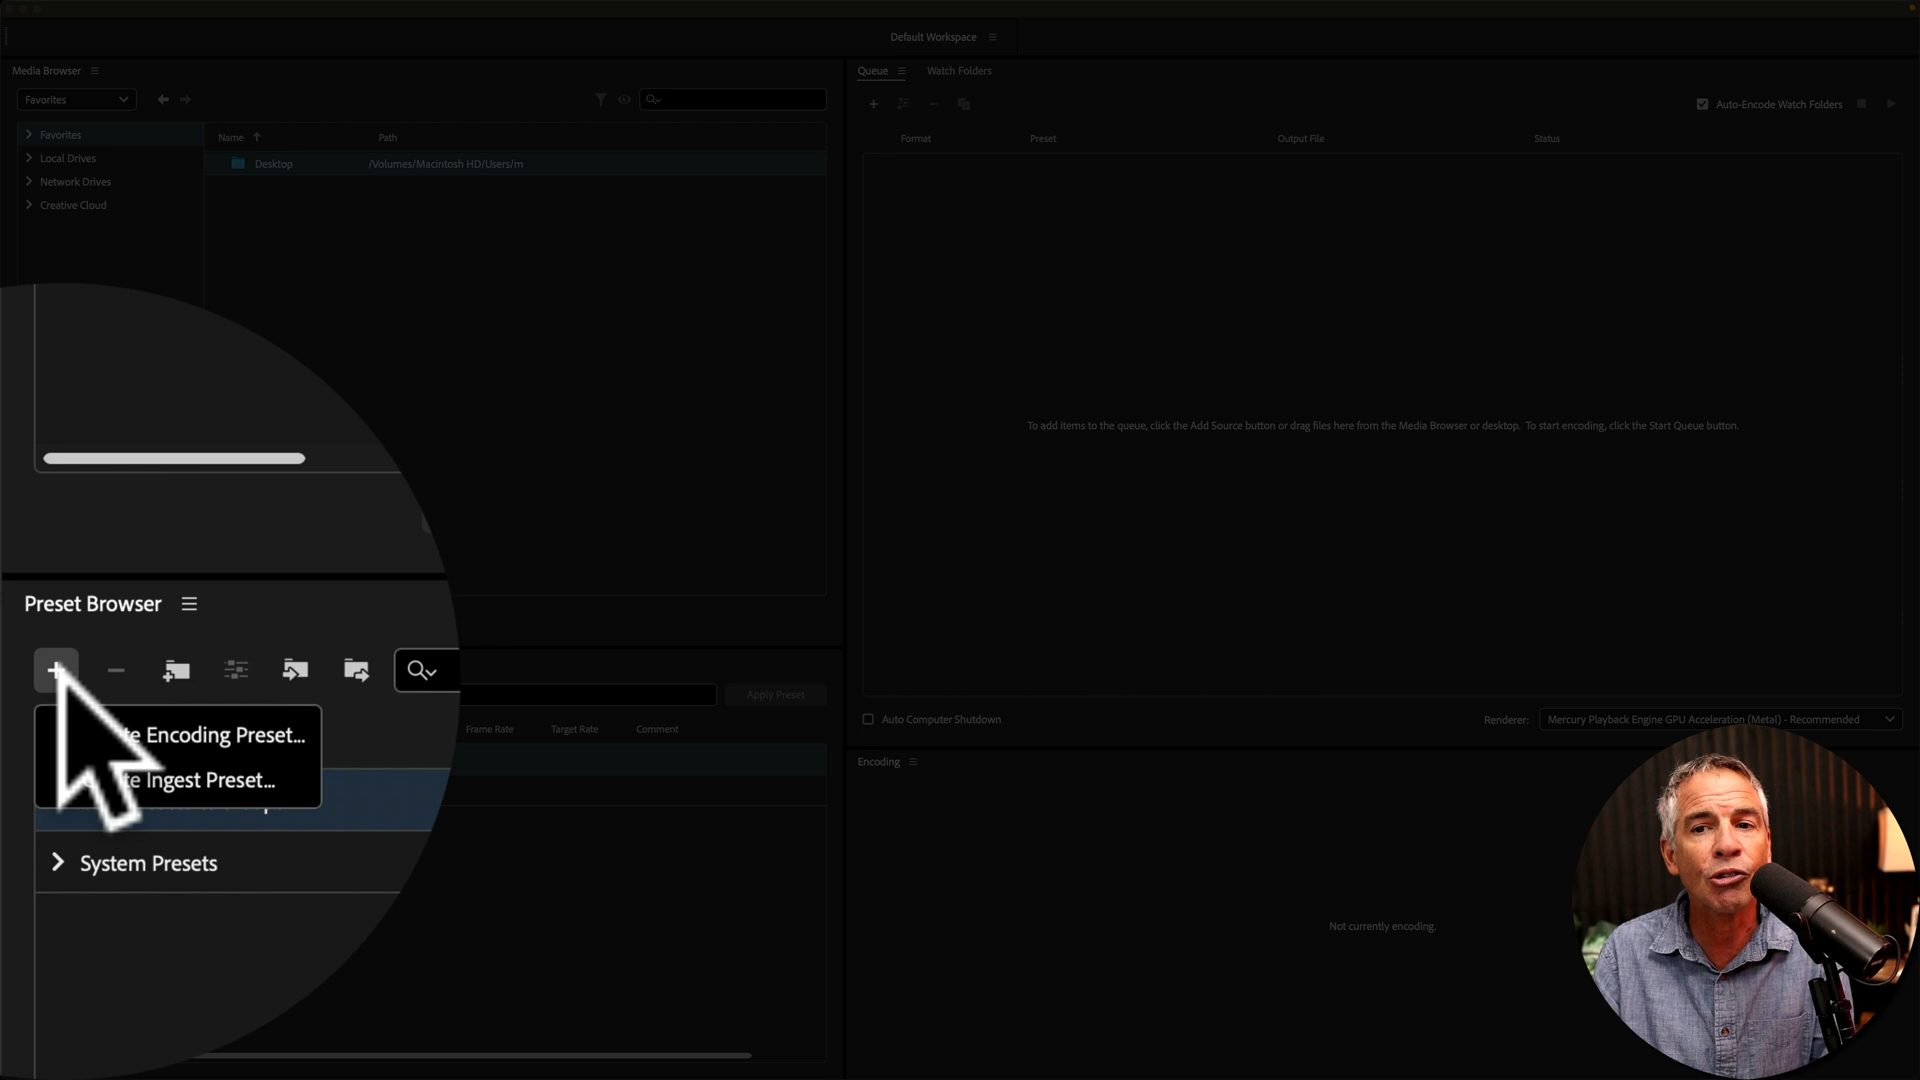 Default Workspace
Media Browser
Favorites
Favorites
Local Drives
Network Drives
Creative Cloud
Name Path
Desktop /Volumes/Macintosh HD/Users/m
Queue Watch Folders
Auto-Encode Watch Folders
Format Preset Output File Status
To add items to the queue, click the Add Source button or drag files here from the Media Browser or desktop. To start encoding, click the Start Queue button.
Auto Computer Shutdown
Renderer: Mercury Playback Engine GPU Acceleration (Metal) - Recommended
Encoding
Not currently encoding.
Preset Browser
Apply Preset
Frame Rate Target Rate Comment
Encoding Preset...
Ingest Preset...
System Presets